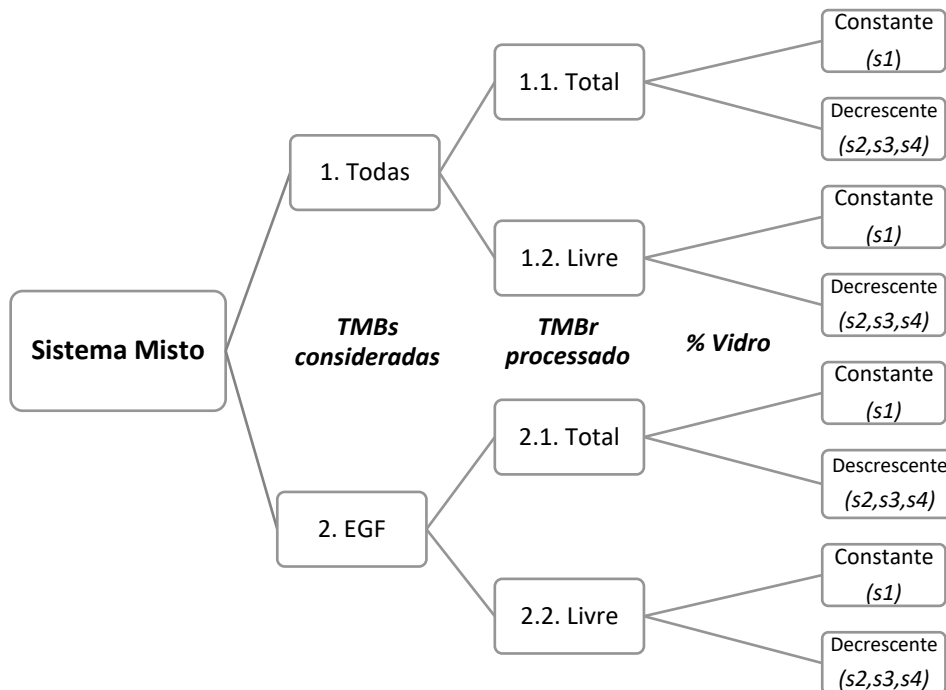 Constante
(s1)
1.1. Total
Decrescente
(s2,s3,s4)
1. Todas
Constante
(s1)
1.2. Livre
Decrescente
(s2,s3,s4)
Sistema Misto
TMBs
consideradas
TMBr
processado
% Vidro
Constante
(s1)
2.1. Total
Descrescente
(s2,s3,s4)
2. EGF
Constante
(s1)
2.2. Livre
Decrescente
(s2,s3,s4)